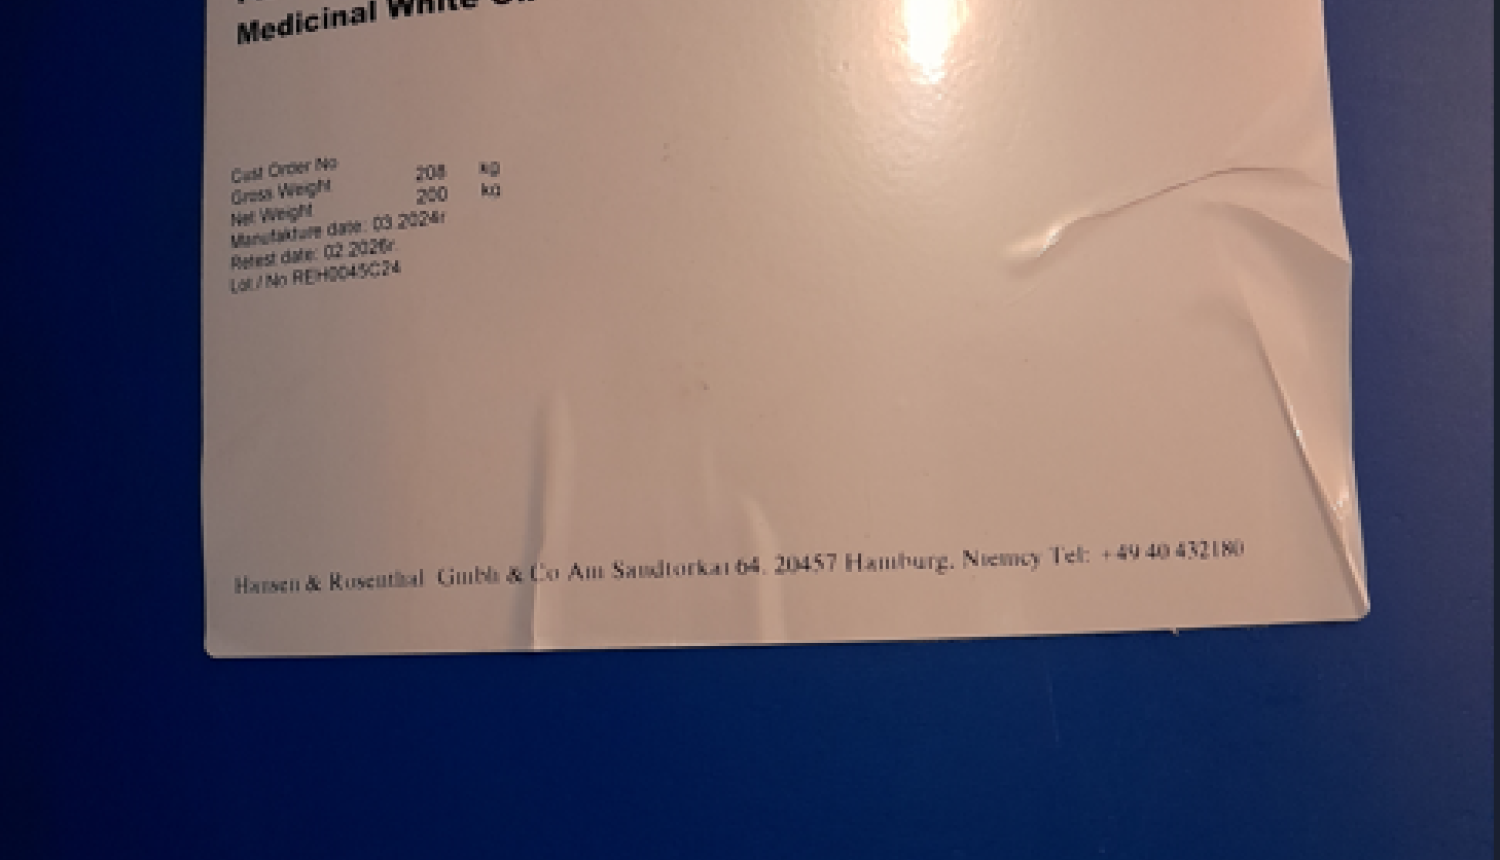 Medicinal White
Cust Order No
Gross Weight 208 kg
Net Weight 200 kg
Manufakture date: 03.2024r
Retest date: 02.2026r.
Lot / No REH0045C24
Hansen & Rosenthal Gmbh & Co Am Sandtorkai 64. 20457 Hamburg, Niemcy Tel: +49 40 432180